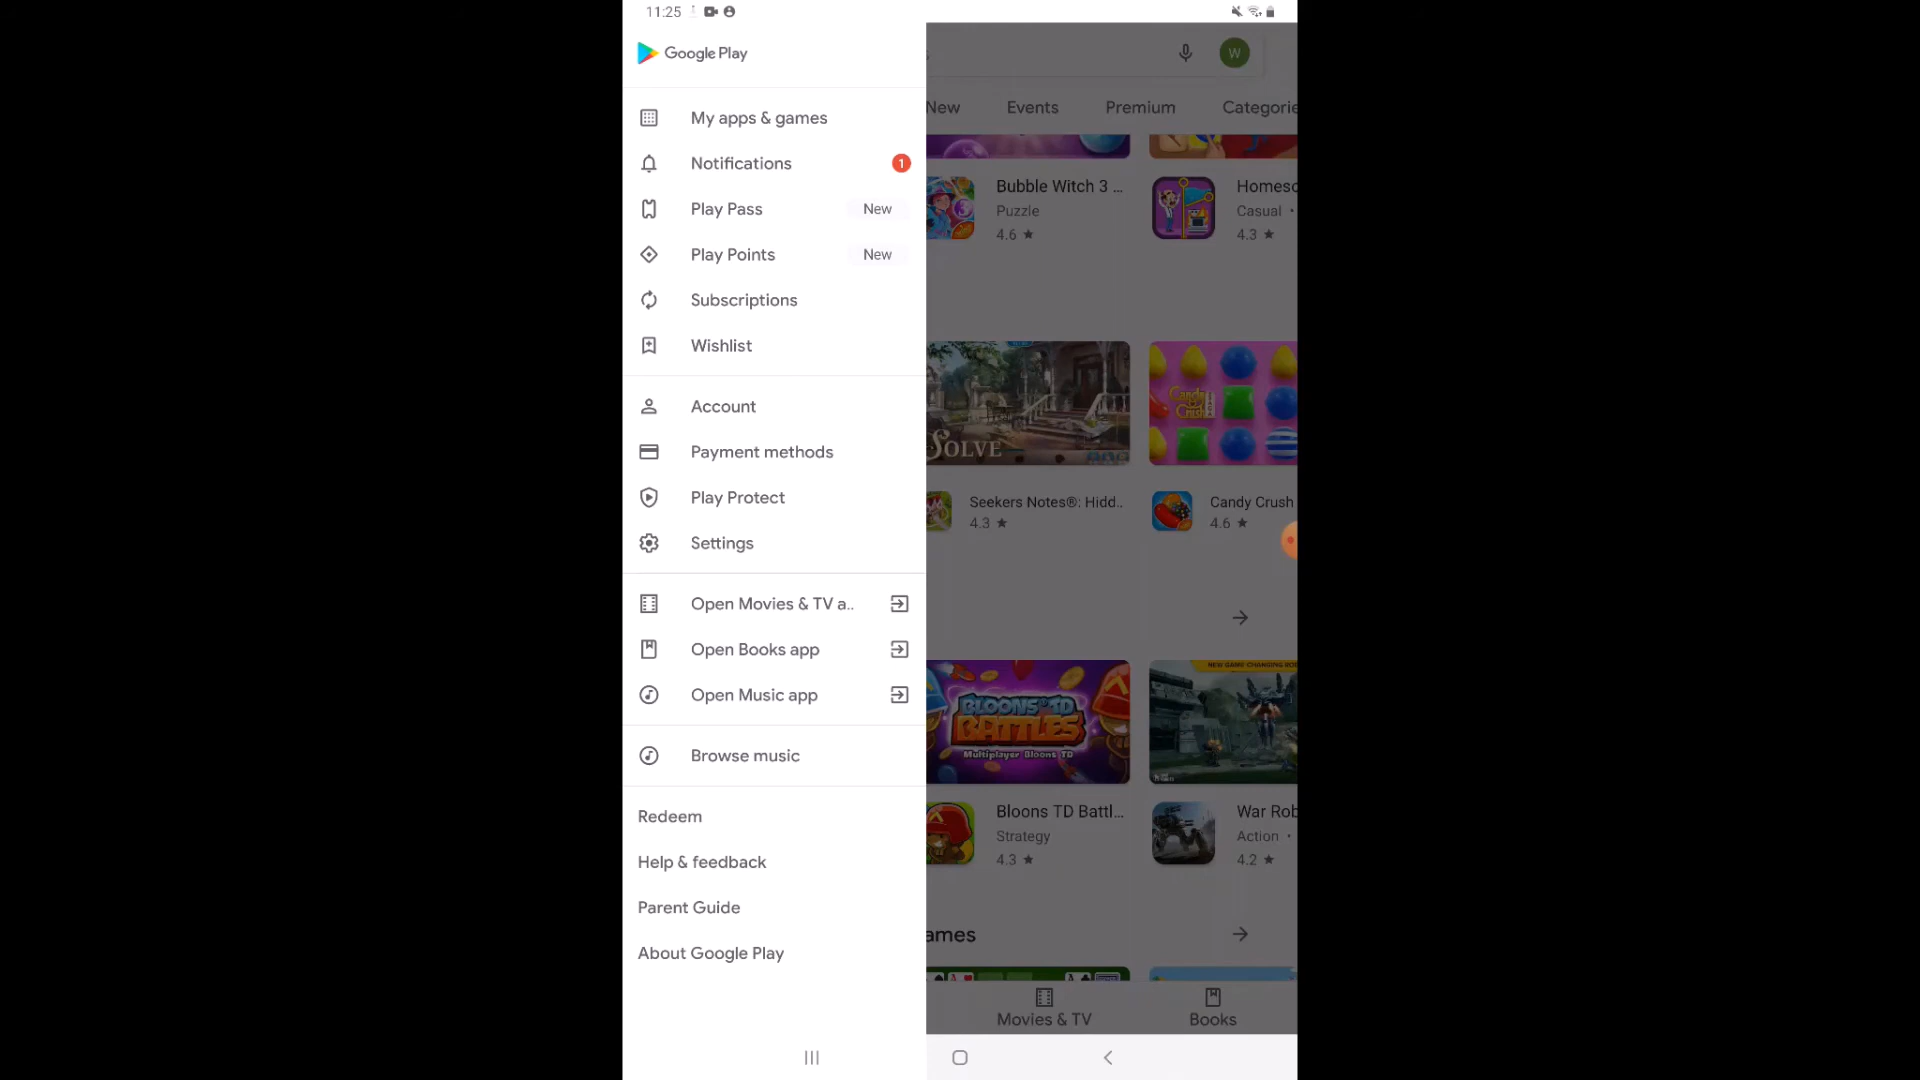 11:25
Google Play
W
New Events Premium Categorie
My apps & games
Notifications 1
Play Pass New
Play Points New
Subscriptions
Wishlist
Account
Payment methods
Play Protect
Settings
Open Movies & TV a..
Open Books app
Open Music app
Browse music
Redeem
Help & feedback
Parent Guide
About Google Play
Bubble Witch 3 ...
Puzzle
4.6 ★
Homesc
Casual •
4.3 ★
SOLVE
Candy Crush
Seekers Notes®: Hidd..
4.3 ★
Candy Crush
4.6 ★
BLOONS TD
BATTLES
Multiplayer Bloons TD
Bloons TD Battl...
Strategy
4.3 ★
War Rob
Action •
4.2 ★
ames
Movies & TV
Books